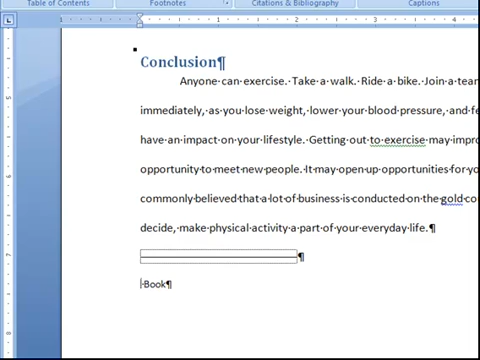 Table of Contents Footnotes Citations & Bibliography Captions
Conclusion¶
Anyone can exercise. Take a walk. Ride a bike. Join a tean
immediately, as you lose weight, lower your blood pressure, and fe
have an impact on your lifestyle. Getting out to exercise may impro
opportunity to meet new people. It may open up opportunities for yo
commonly believed that a lot of business is conducted on the gold co
decide, make physical activity a part of your everyday life.¶
¶
Book¶